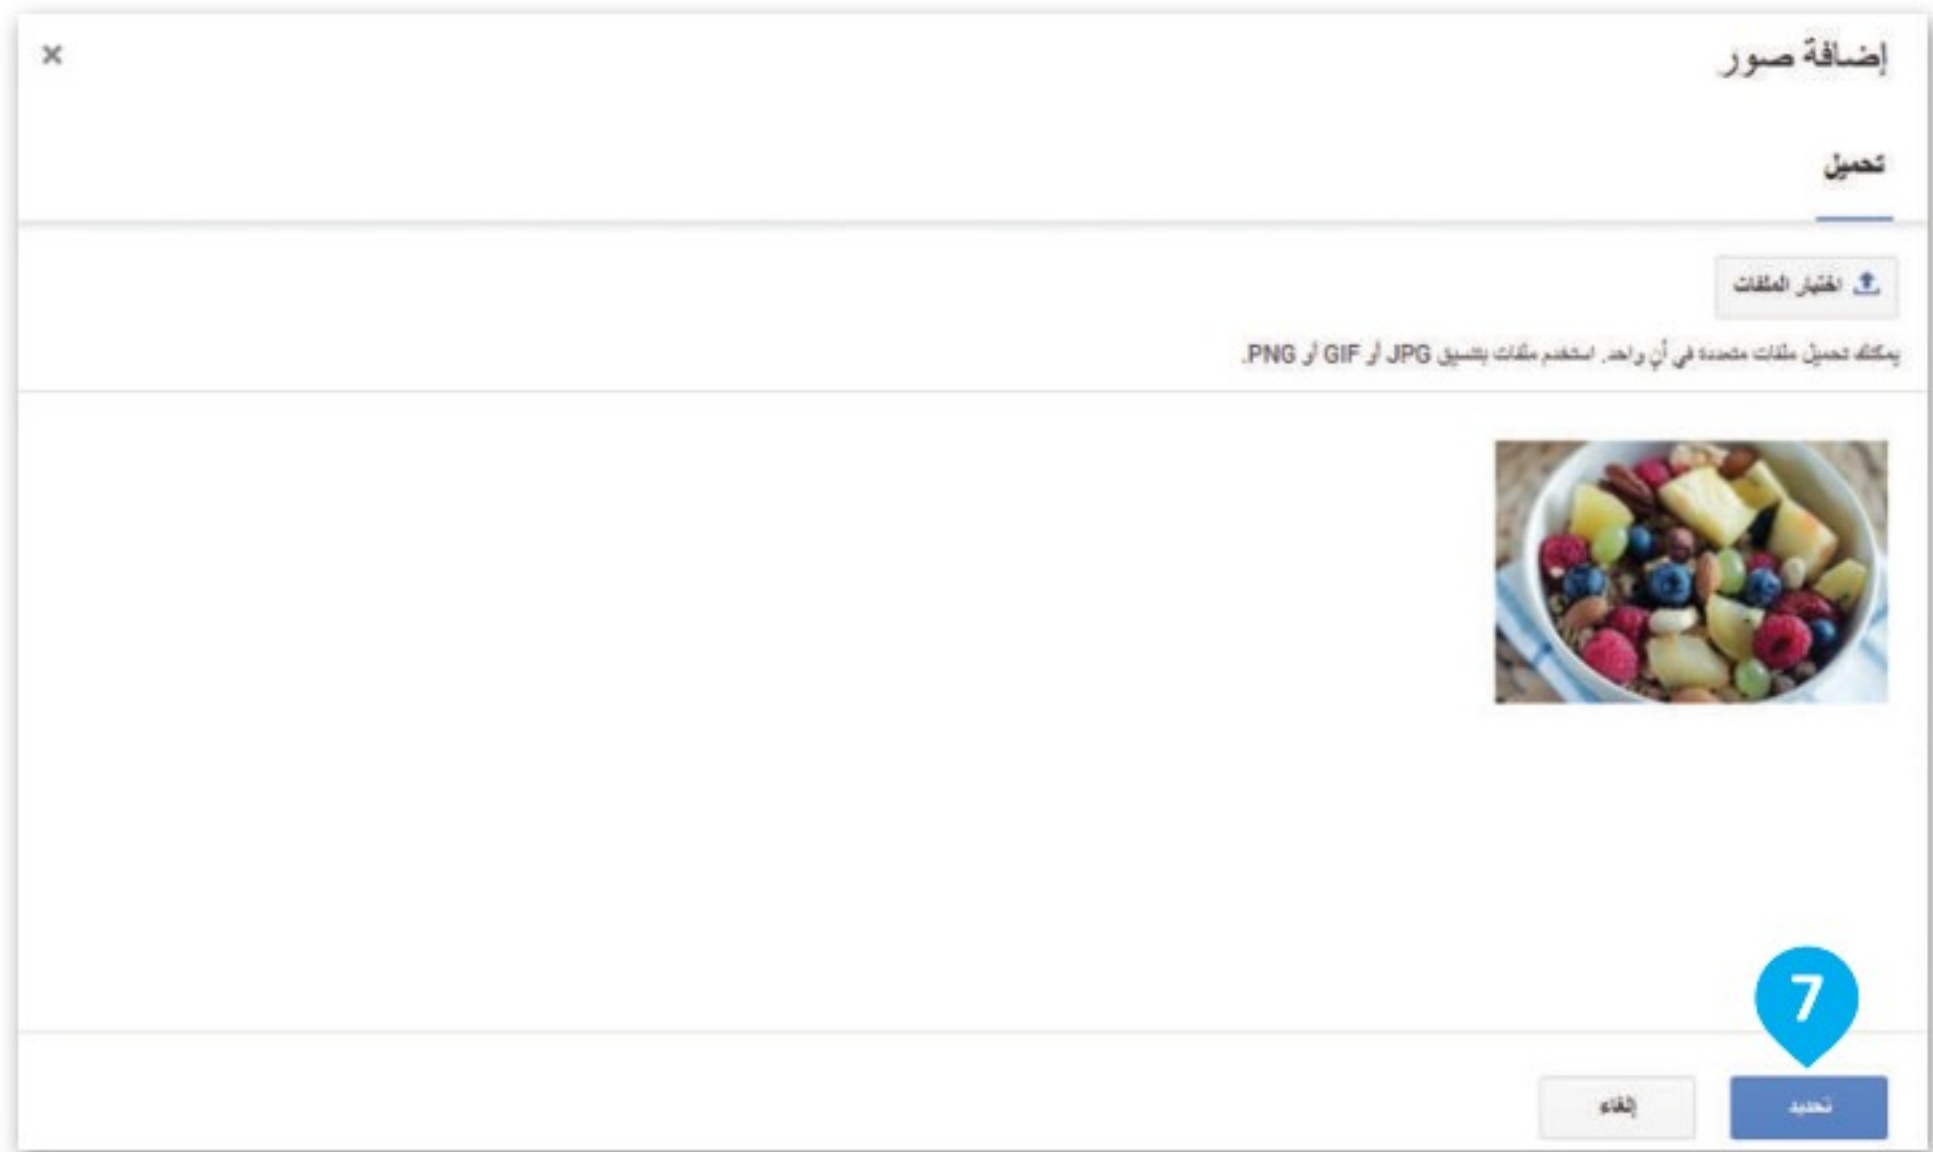 إضافة صور
×
تحميل
اختيار الملفات
يمكنك تحميل ملفات متعددة في آنٍ واحد. استخدم ملفات بتنسيق JPG أو GIF أو PNG.
7
تحديد
إلغاء